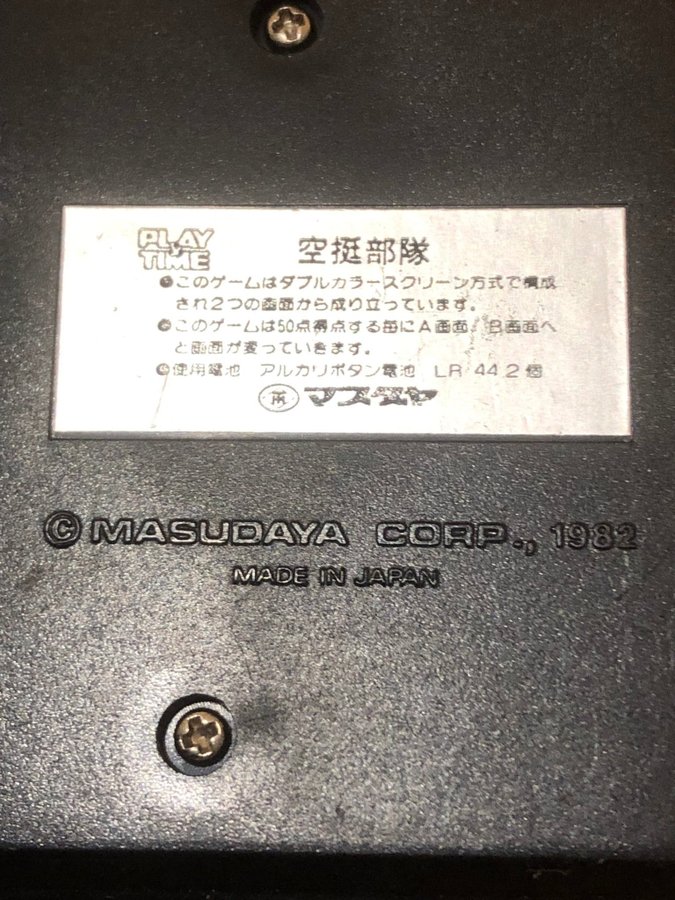 PLAY TIME
空挺部隊
●このゲームはダブルカラースクリーン方式で構成
され2つの画面から成り立っています。
●このゲームは50点得点する毎にA画面/B画面へ
と画面が変っていきます。
●使用電池 アルカリボタン電池 LR 44 2個
マスダヤ
© MASUDAYA CORP., 1982
MADE IN JAPAN